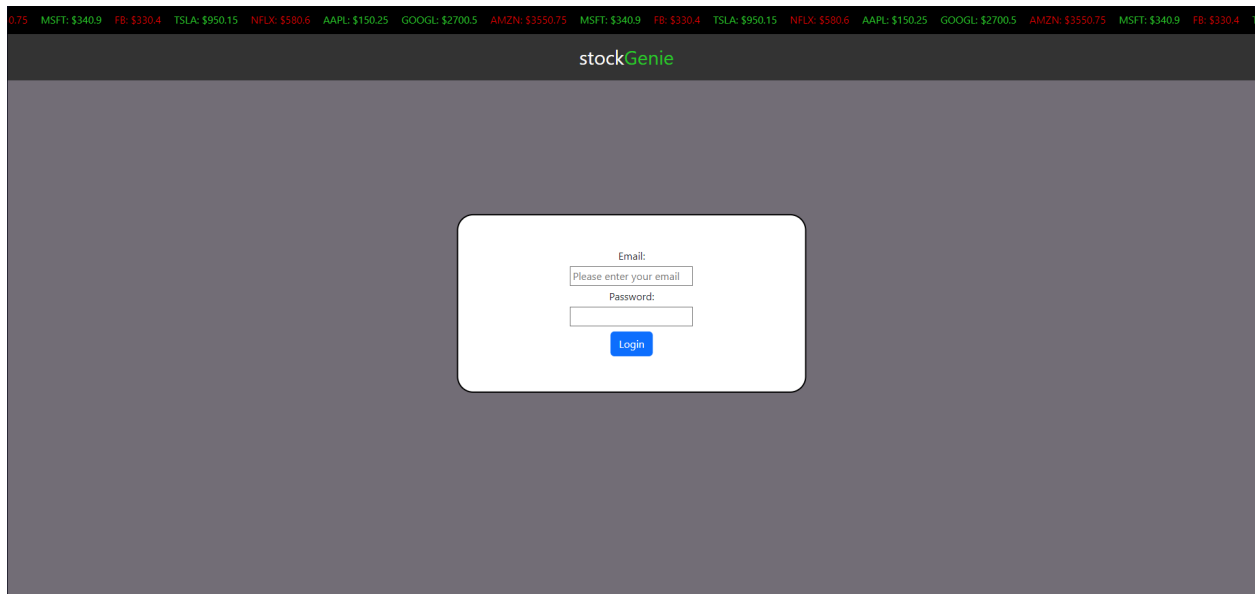 0.75 MSFT: $340.9 FB: $330.4 TSLA: $950.15 NFLX: $580.6 AAPL: $150.25 GOOGL: $2700.5 AMZN: $3550.75 MSFT: $340.9 FB: $330.4 TSLA: $950.15 NFLX: $580.6 AAPL: $150.25 GOOGL: $2700.5 AMZN: $3550.75 MSFT: $340.9 FB: $330.4
stockGenie
Email:
Please enter your email
Password:
Login